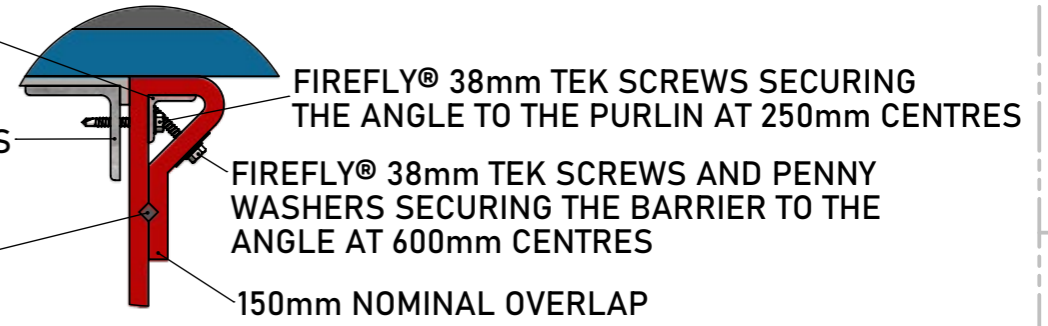 FIREFLY® 38mm TEK SCREWS SECURING
THE ANGLE TO THE PURLIN AT 250mm CENTRES
S
FIREFLY® 38mm TEK SCREWS AND PENNY
WASHERS SECURING THE BARRIER TO THE
ANGLE AT 600mm CENTRES
150mm NOMINAL OVERLAP